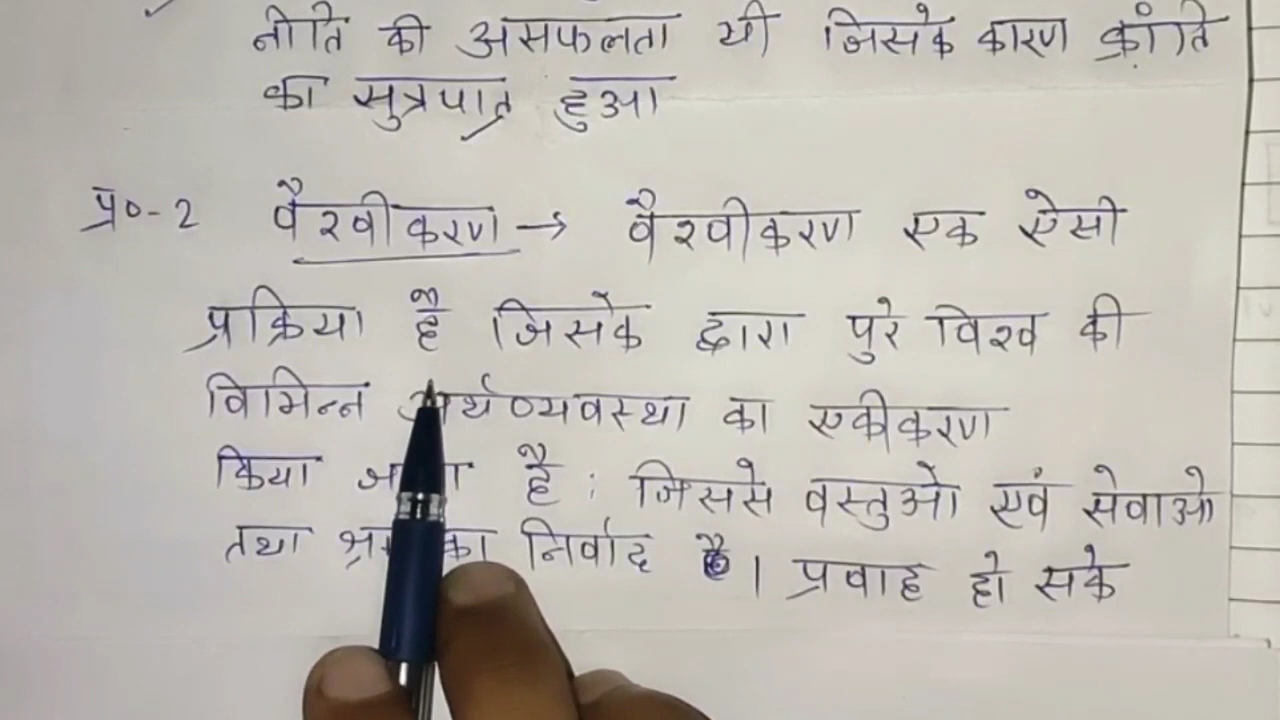 नीति की असफलता थी जिसके कारण क्रांति
का सुत्रपात्र हुआ
प्र०-2 वैश्वीकरण → वैश्वीकरण एक ऐसी
प्रक्रिया है जिसके द्वारा पुरे विश्व की
विभिन्न अर्थव्यवस्था का एकीकरण
किया है : जिससे वस्तुओ एवं सेवाओ
तथा का निर्वाद है । प्रवाह हो सके